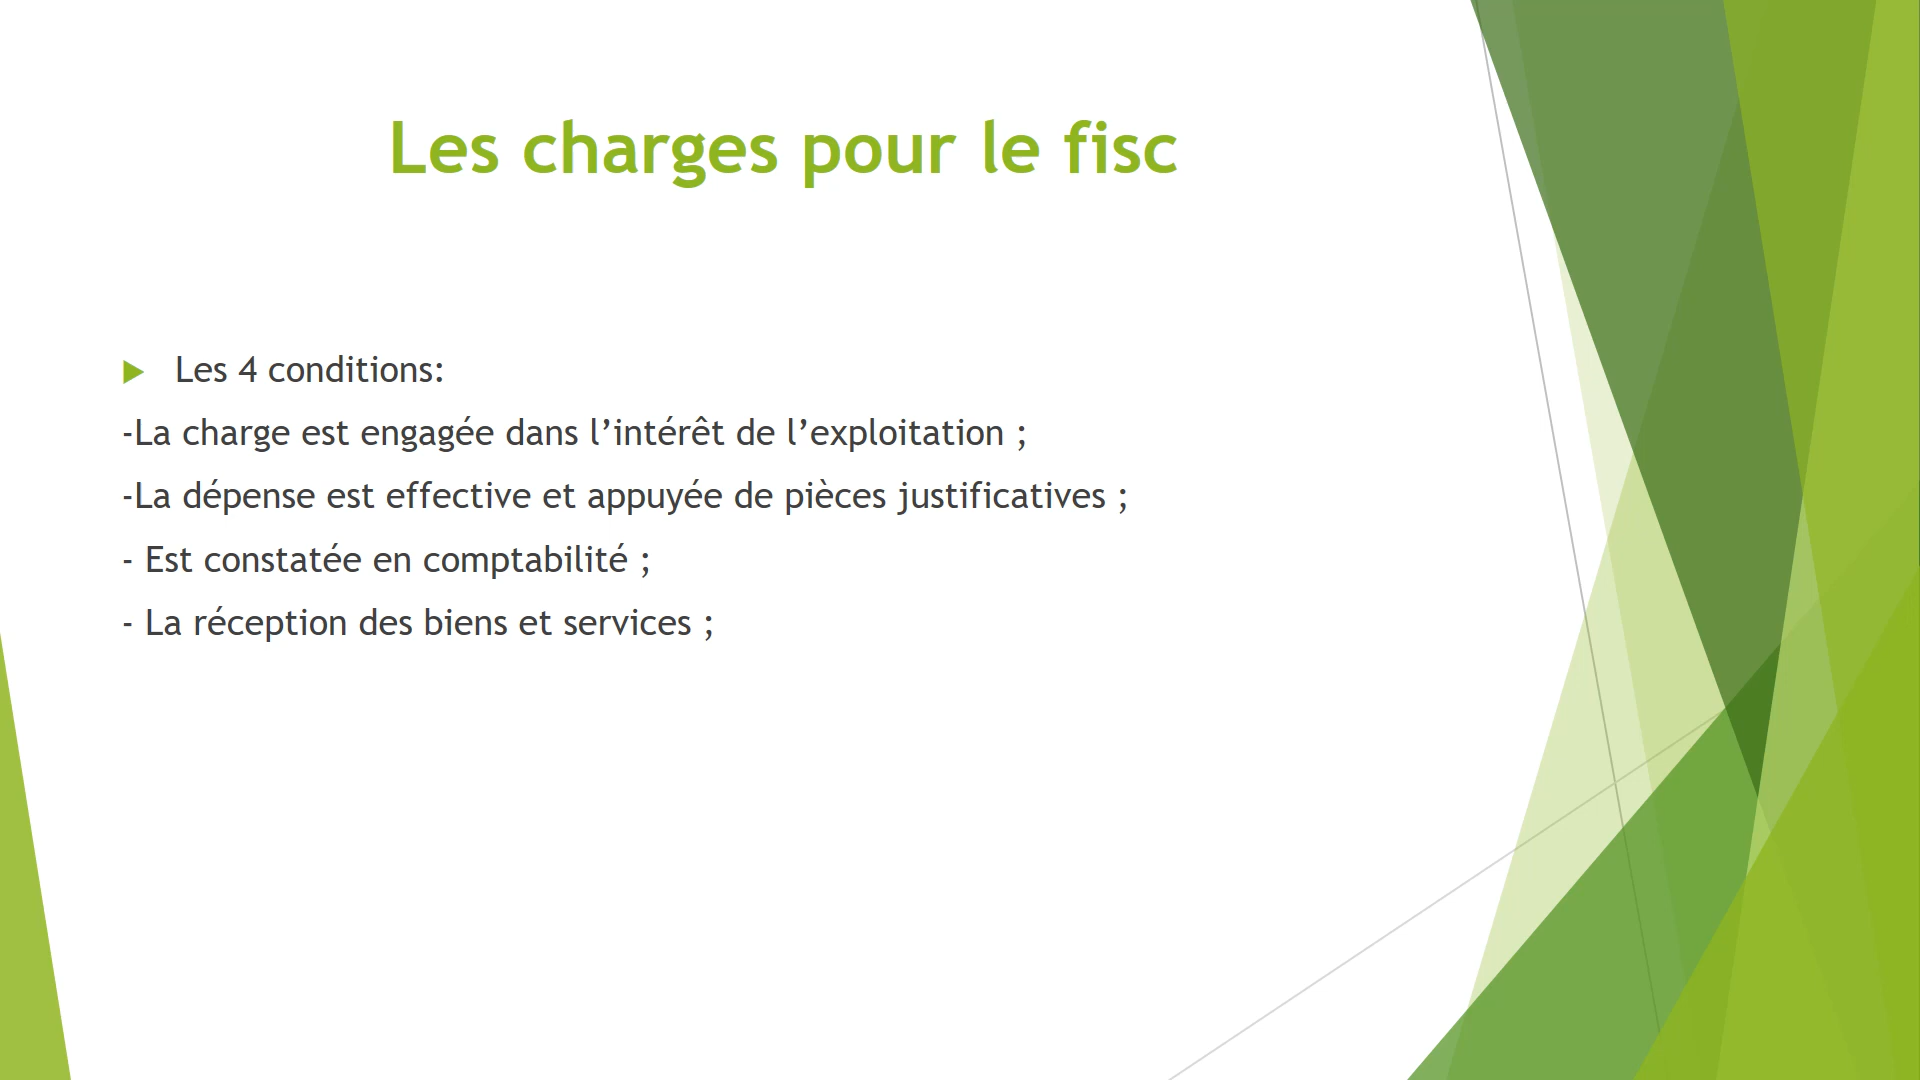 Les charges pour le fisc
Les 4 conditions:
-La charge est engagée dans l’intérêt de l’exploitation ;
-La dépense est effective et appuyée de pièces justificatives ;
- Est constatée en comptabilité ;
- La réception des biens et services ;